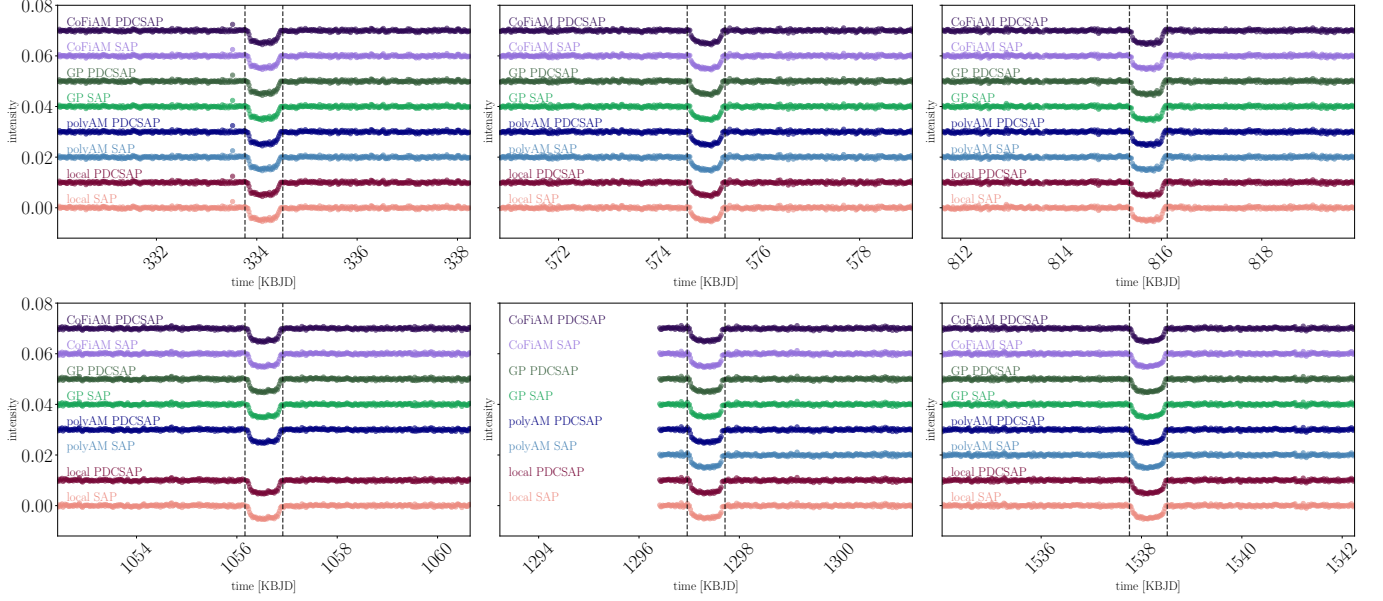 0.08
0.06
0.04
0.02
0.00
intensity
CoFiAM PDCSAP
CoFiAM SAP
GP PDCSAP
GP SAP
polyAM PDCSAP
polyAM SAP
local PDCSAP
local SAP
332
334
336
338
time [KBJD]
intensity
CoFiAM PDCSAP
CoFiAM SAP
GP PDCSAP
GP SAP
polyAM PDCSAP
polyAM SAP
local PDCSAP
local SAP
572
574
576
578
time [KBJD]
intensity
CoFiAM PDCSAP
CoFiAM SAP
GP PDCSAP
GP SAP
polyAM PDCSAP
polyAM SAP
local PDCSAP
local SAP
812
814
816
818
time [KBJD]
0.08
0.06
0.04
0.02
0.00
intensity
CoFiAM PDCSAP
CoFiAM SAP
GP PDCSAP
GP SAP
polyAM PDCSAP
polyAM SAP
local PDCSAP
local SAP
1054
1056
1058
1060
time [KBJD]
intensity
CoFiAM PDCSAP
CoFiAM SAP
GP PDCSAP
GP SAP
polyAM PDCSAP
polyAM SAP
local PDCSAP
local SAP
1294
1296
1298
1300
time [KBJD]
intensity
CoFiAM PDCSAP
CoFiAM SAP
GP PDCSAP
GP SAP
polyAM PDCSAP
polyAM SAP
local PDCSAP
local SAP
1536
1538
1540
1542
time [KBJD]